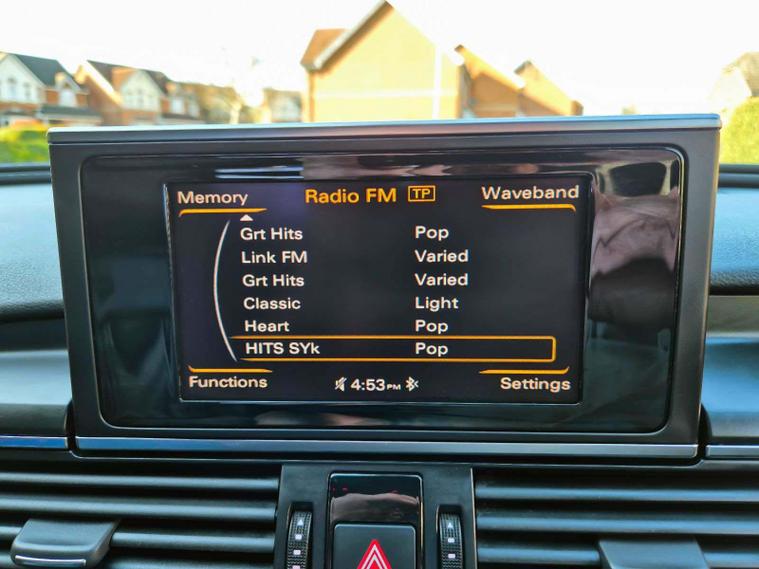 Memory Radio FM TP Waveband
Grt Hits Pop
Link FM Varied
Grt Hits Varied
Classic Light
Heart Pop
HITS SYk Pop
Functions 4:53PM Settings